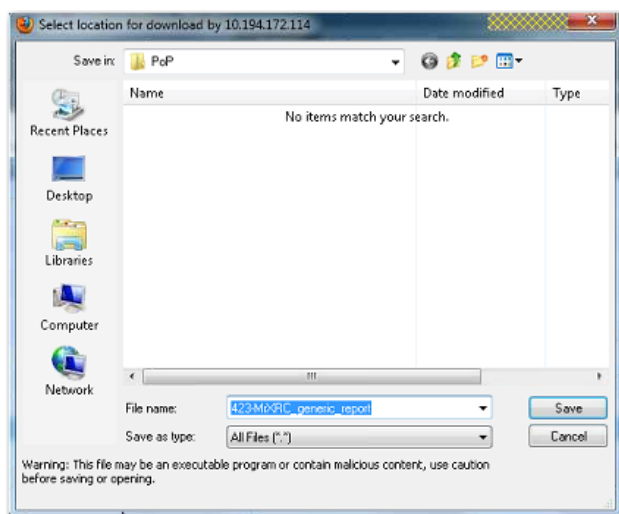 Select location for download by 10.194.172.114
Save in:
PoP
Name
Date modified
Type
No items match your search.
Recent Places
Desktop
Libraries
Computer
Network
File name:
423-MiXRC_generic_report
Save
Save as type:
All Files (*.*)
Cancel
Warning: This file may be an executable program or contain malicious content, use caution
before saving or opening.